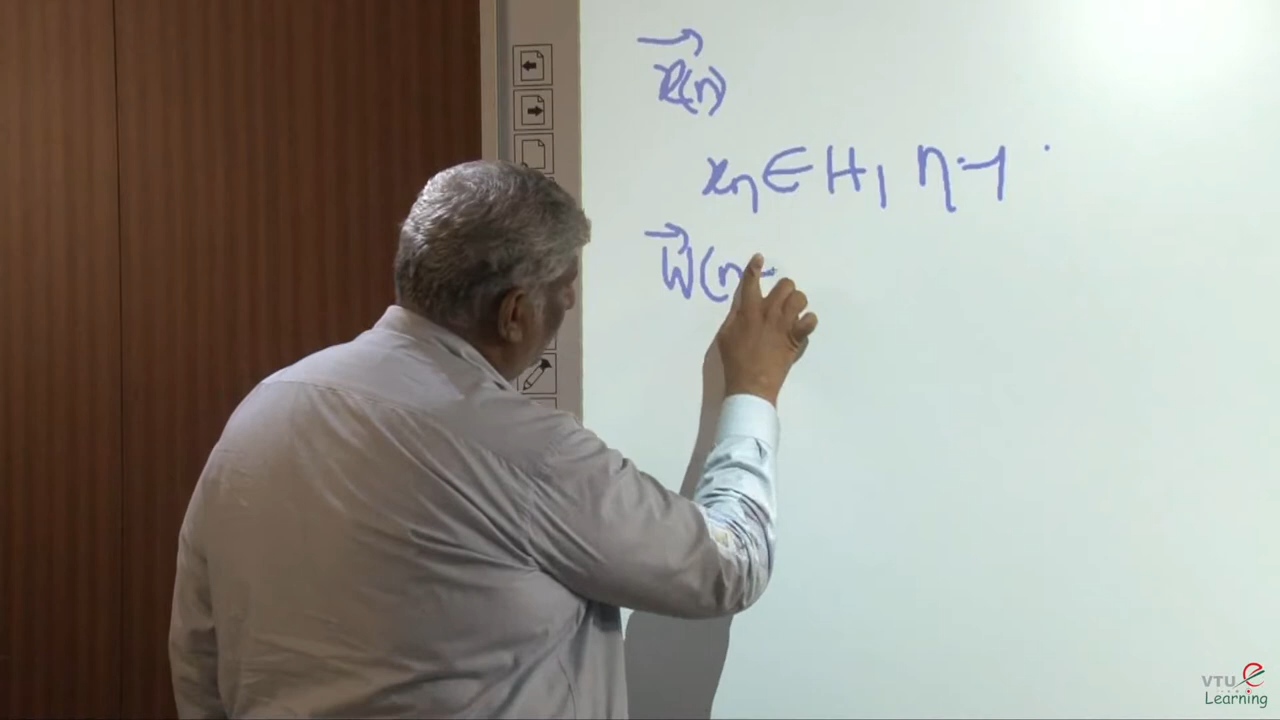 x(n)
xn ∈ H1 n-1
W(n-
VTU e
Learning